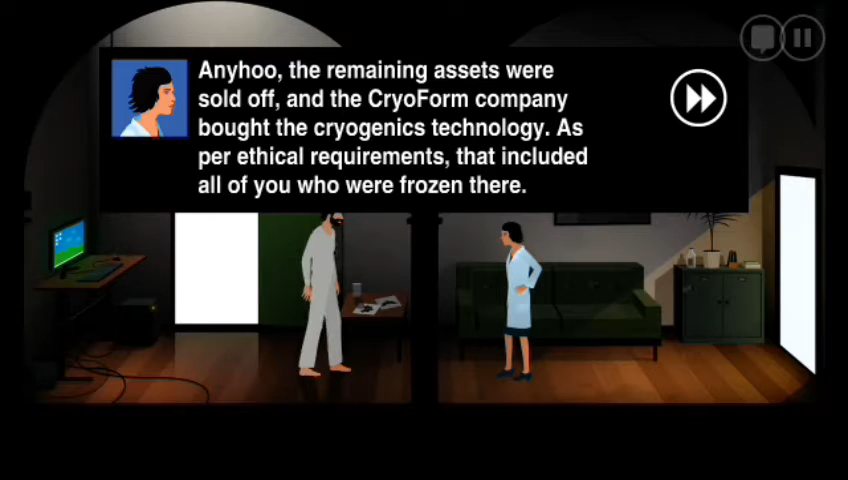 Anyhoo, the remaining assets were
sold off, and the CryoForm company
bought the cryogenics technology. As
per ethical requirements, that included
all of you who were frozen there.